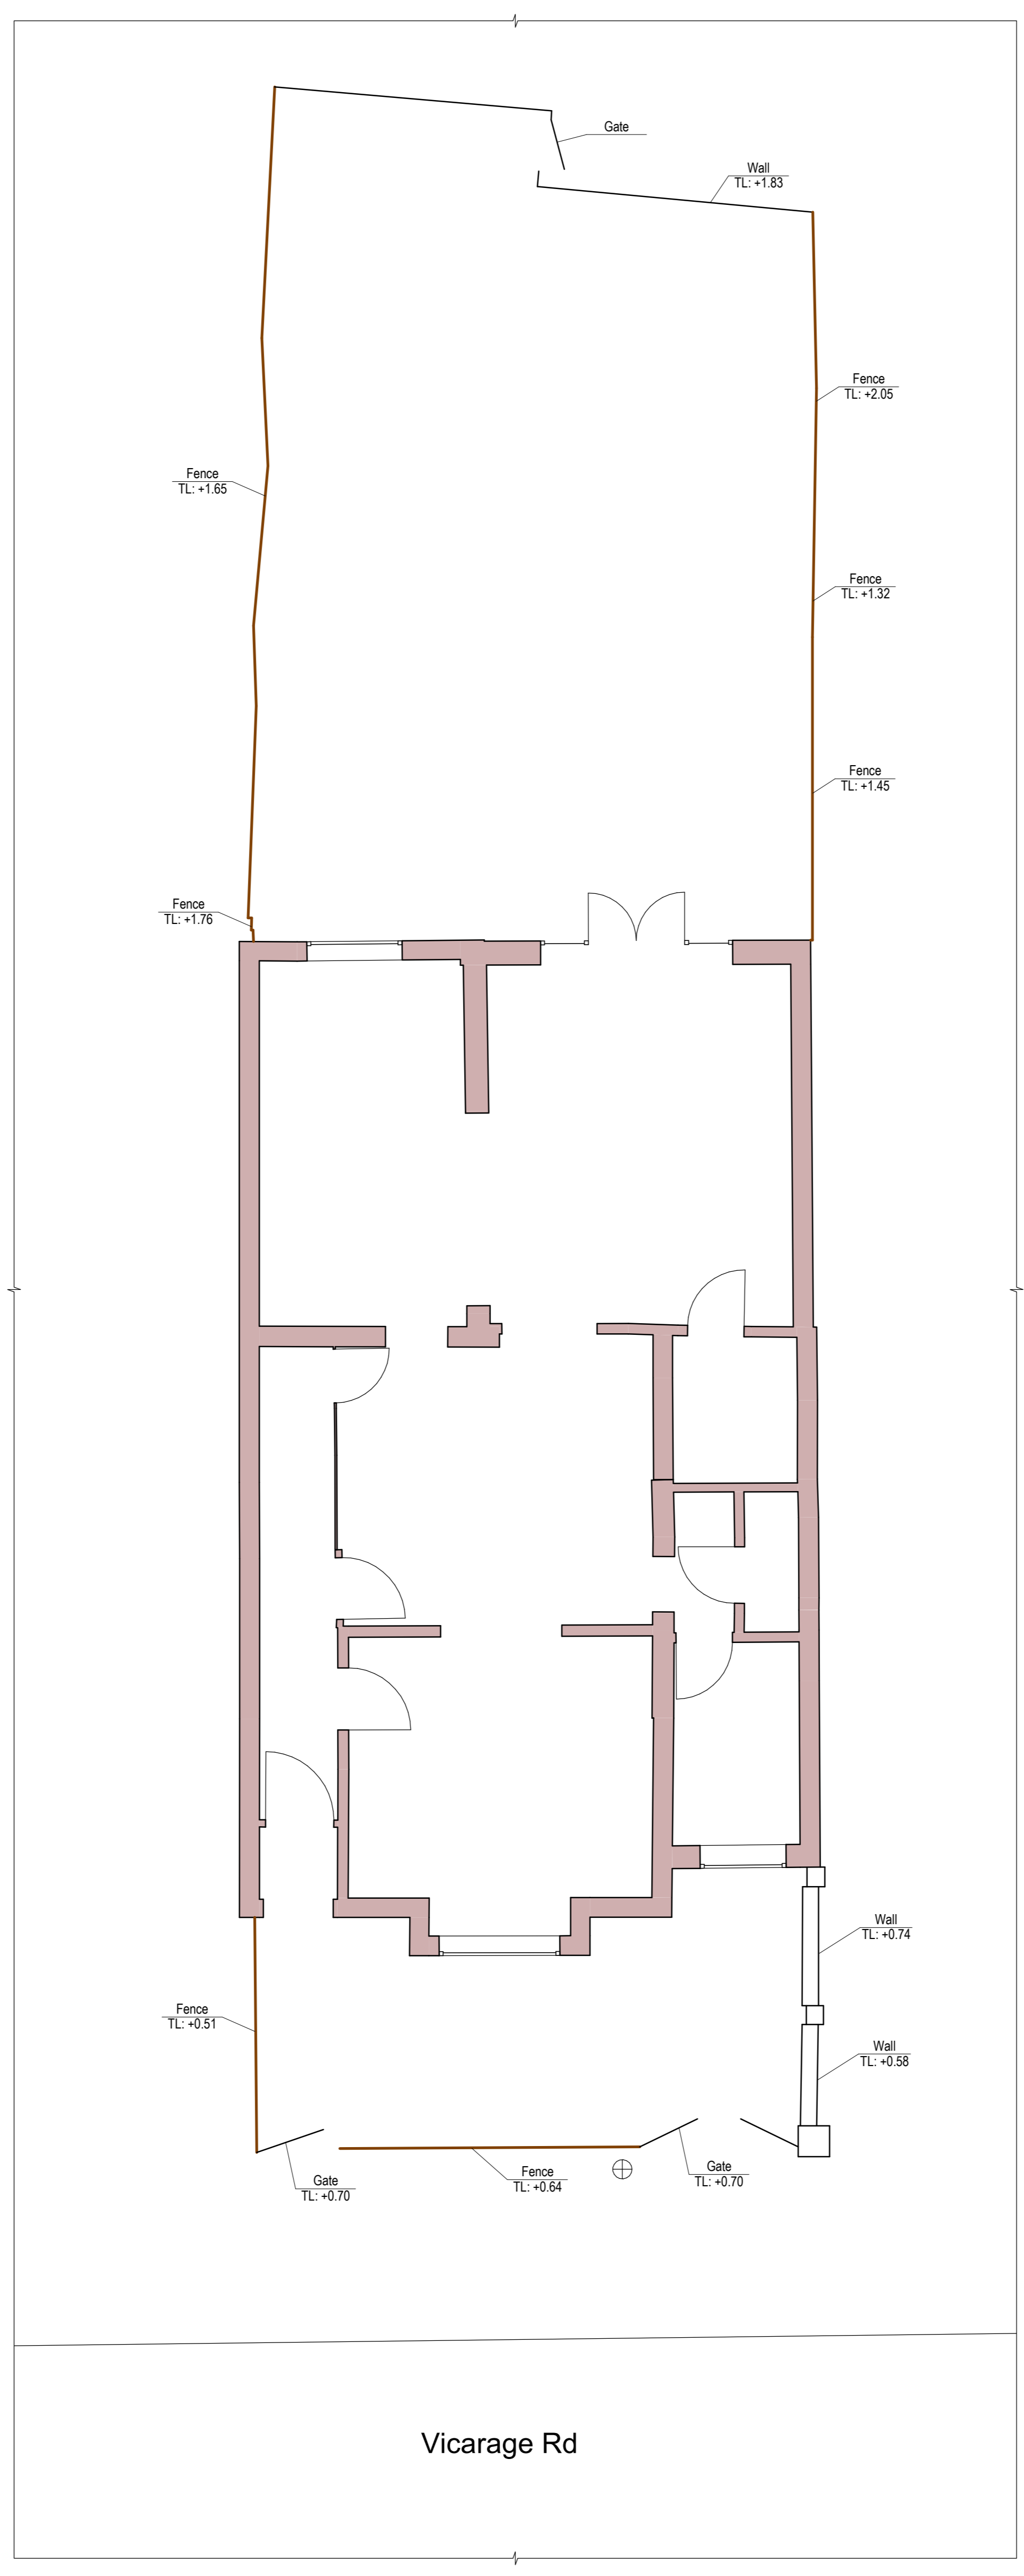 Gate
Wall
TL: +1.83
Fence
TL: +2.05
Fence
TL: +1.65
Fence
TL: +1.32
Fence
TL: +1.45
Fence
TL: +1.76
Wall
TL: +0.74
Fence
TL: +0.51
Wall
TL: +0.58
Gate
TL: +0.70
Fence
TL: +0.64
Gate
TL: +0.70
Vicarage Rd